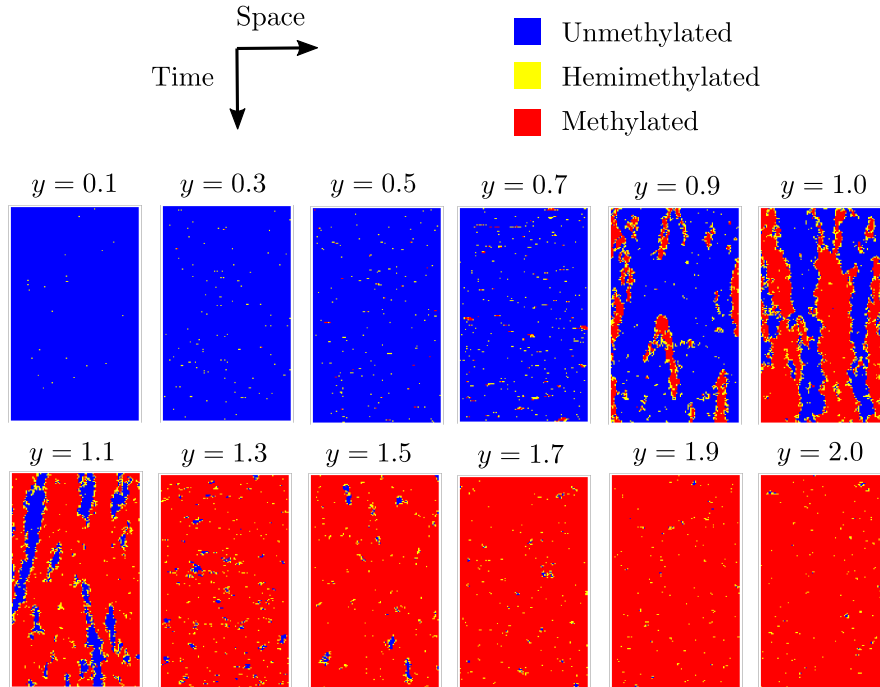 Space
Time
Unmethylated
Hemimethylated
Methylated
y = 0.1
y = 0.3
y = 0.5
y = 0.7
y = 0.9
y = 1.0
y = 1.1
y = 1.3
y = 1.5
y = 1.7
y = 1.9
y = 2.0